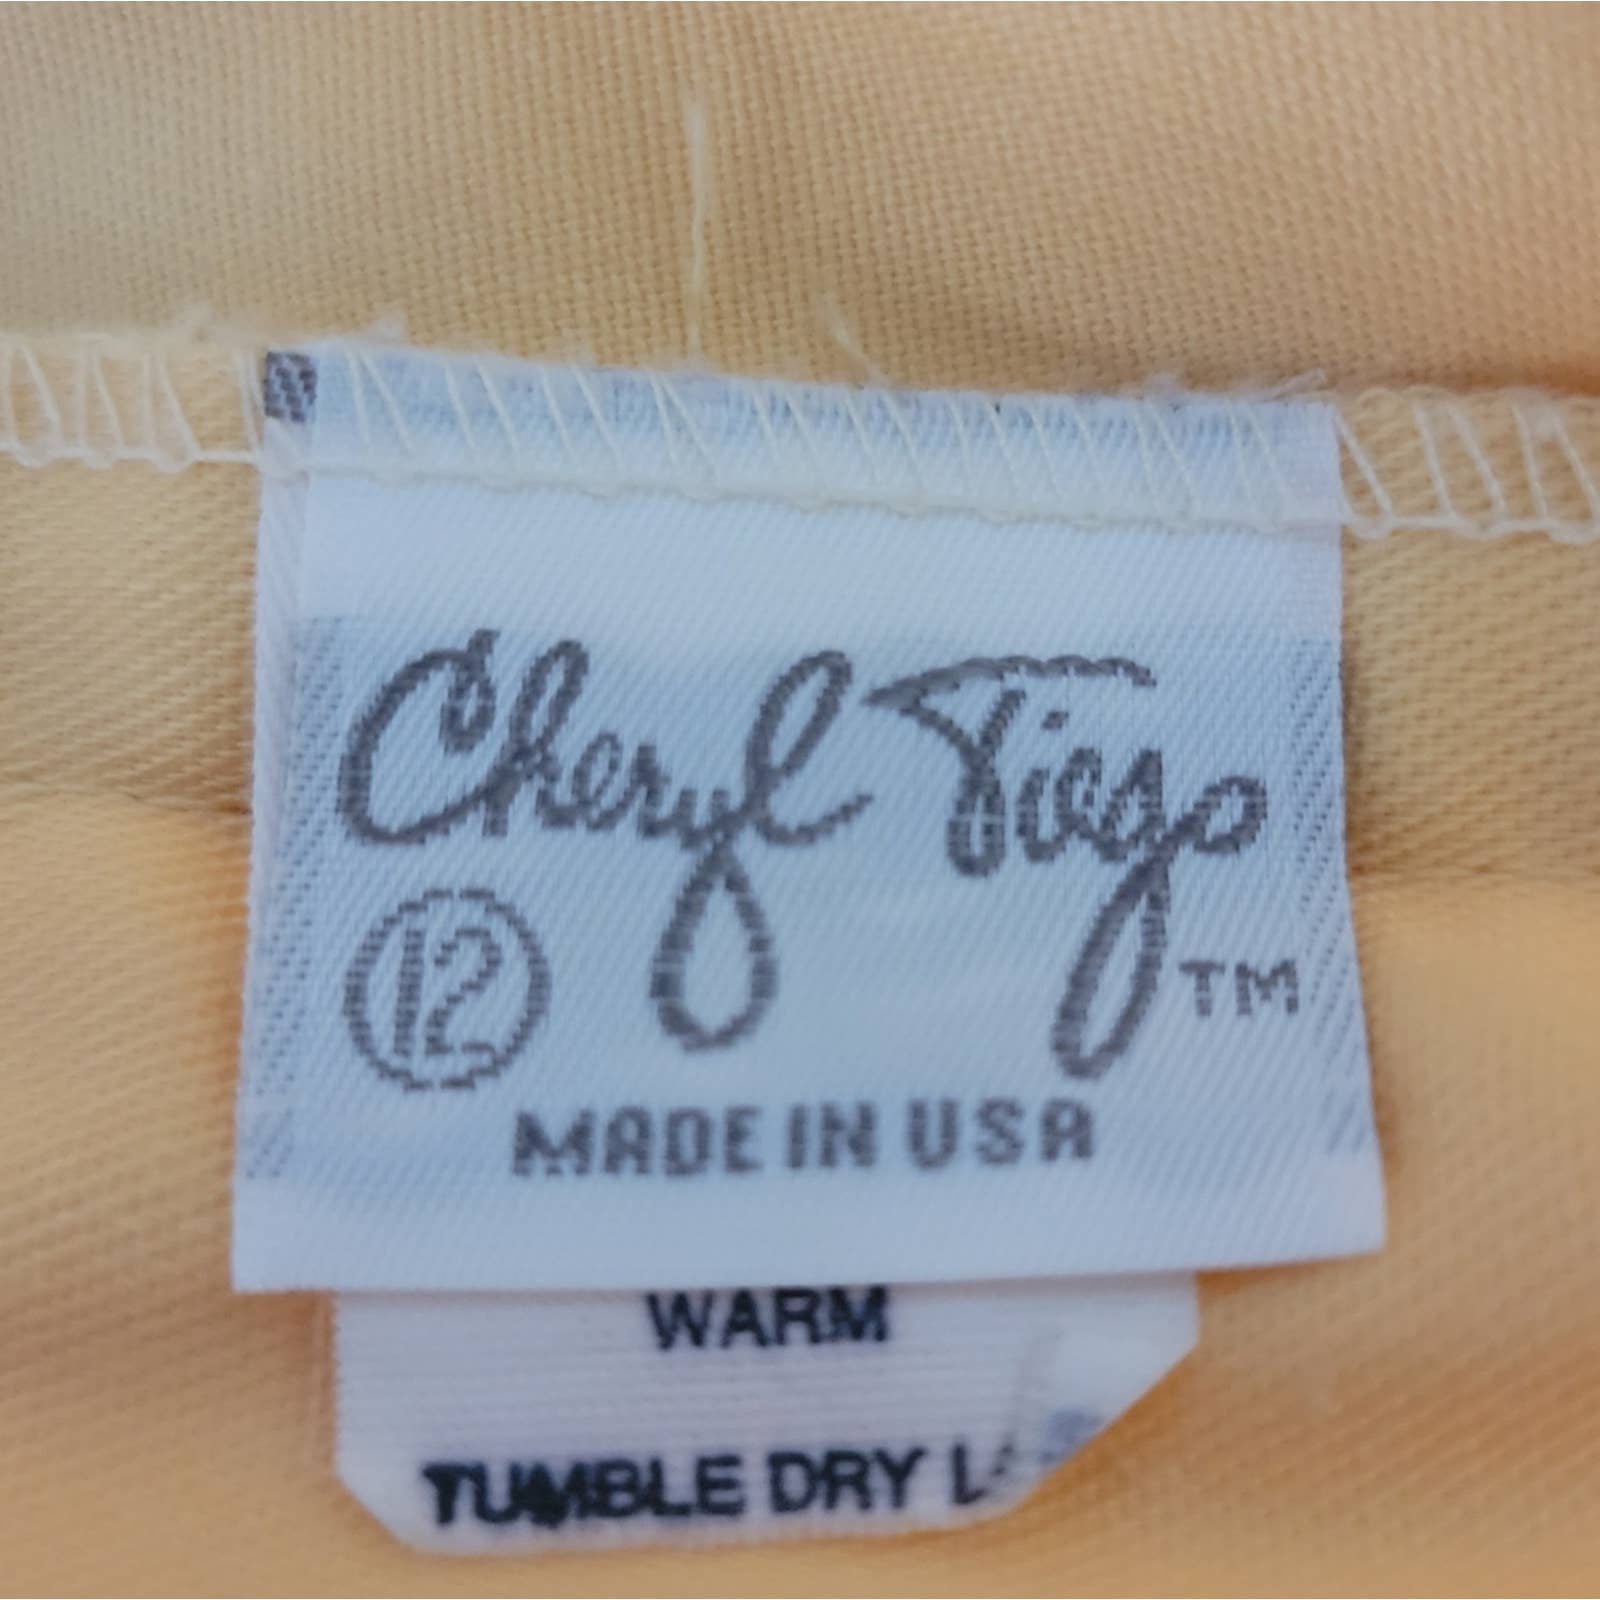 Cheryl Tiegs
12
TM
MADE IN USA
WARM
TUMBLE DRY